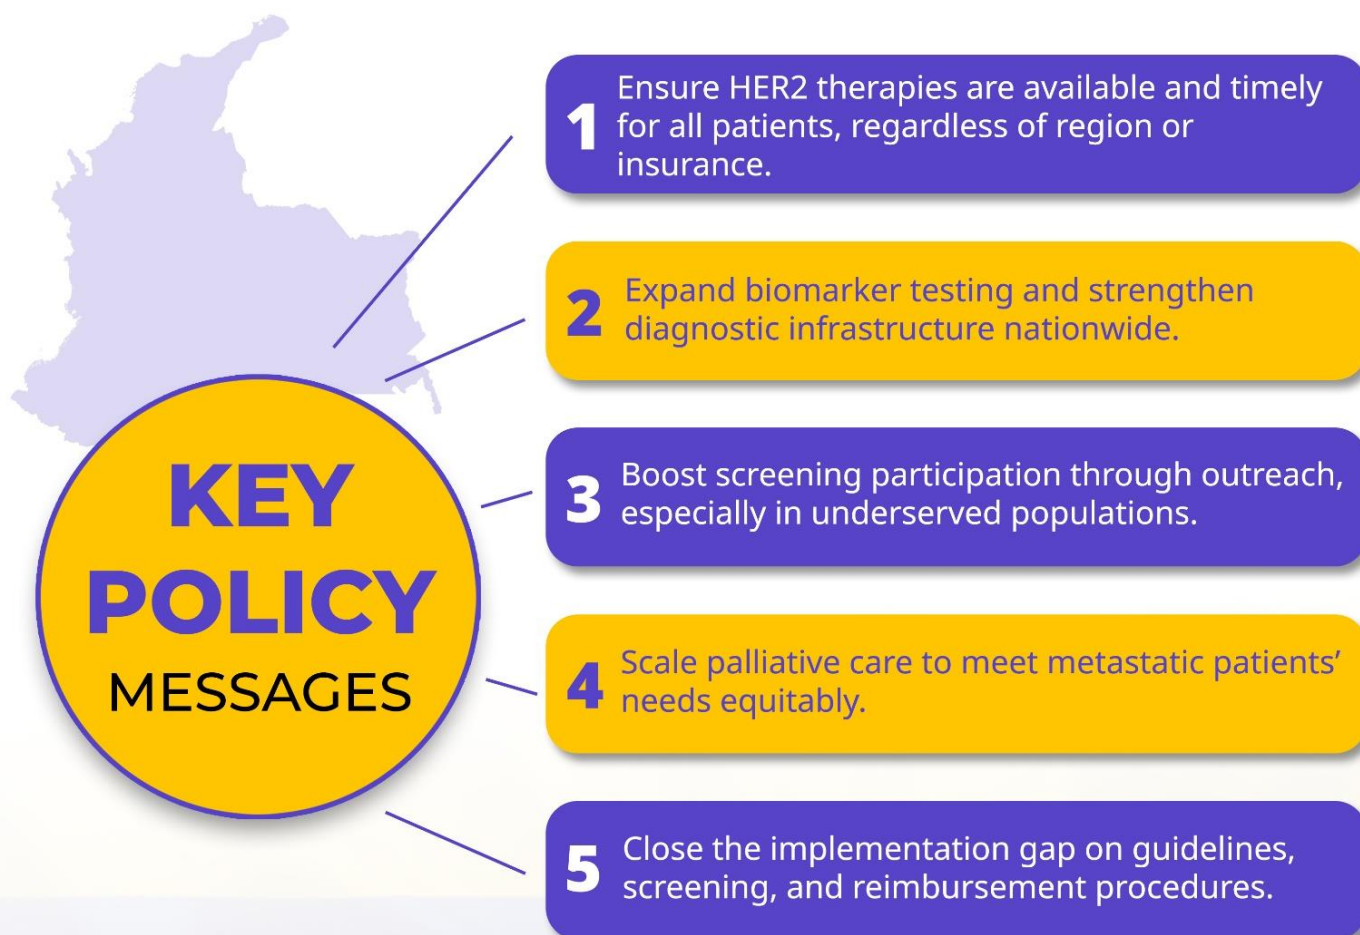 KEY
POLICY
MESSAGES
1
Ensure HER2 therapies are available and timely
for all patients, regardless of region or
insurance.
2
Expand biomarker testing and strengthen
diagnostic infrastructure nationwide.
3
Boost screening participation through outreach,
especially in underserved populations.
4
Scale palliative care to meet metastatic patients’
needs equitably.
5
Close the implementation gap on guidelines,
screening, and reimbursement procedures.